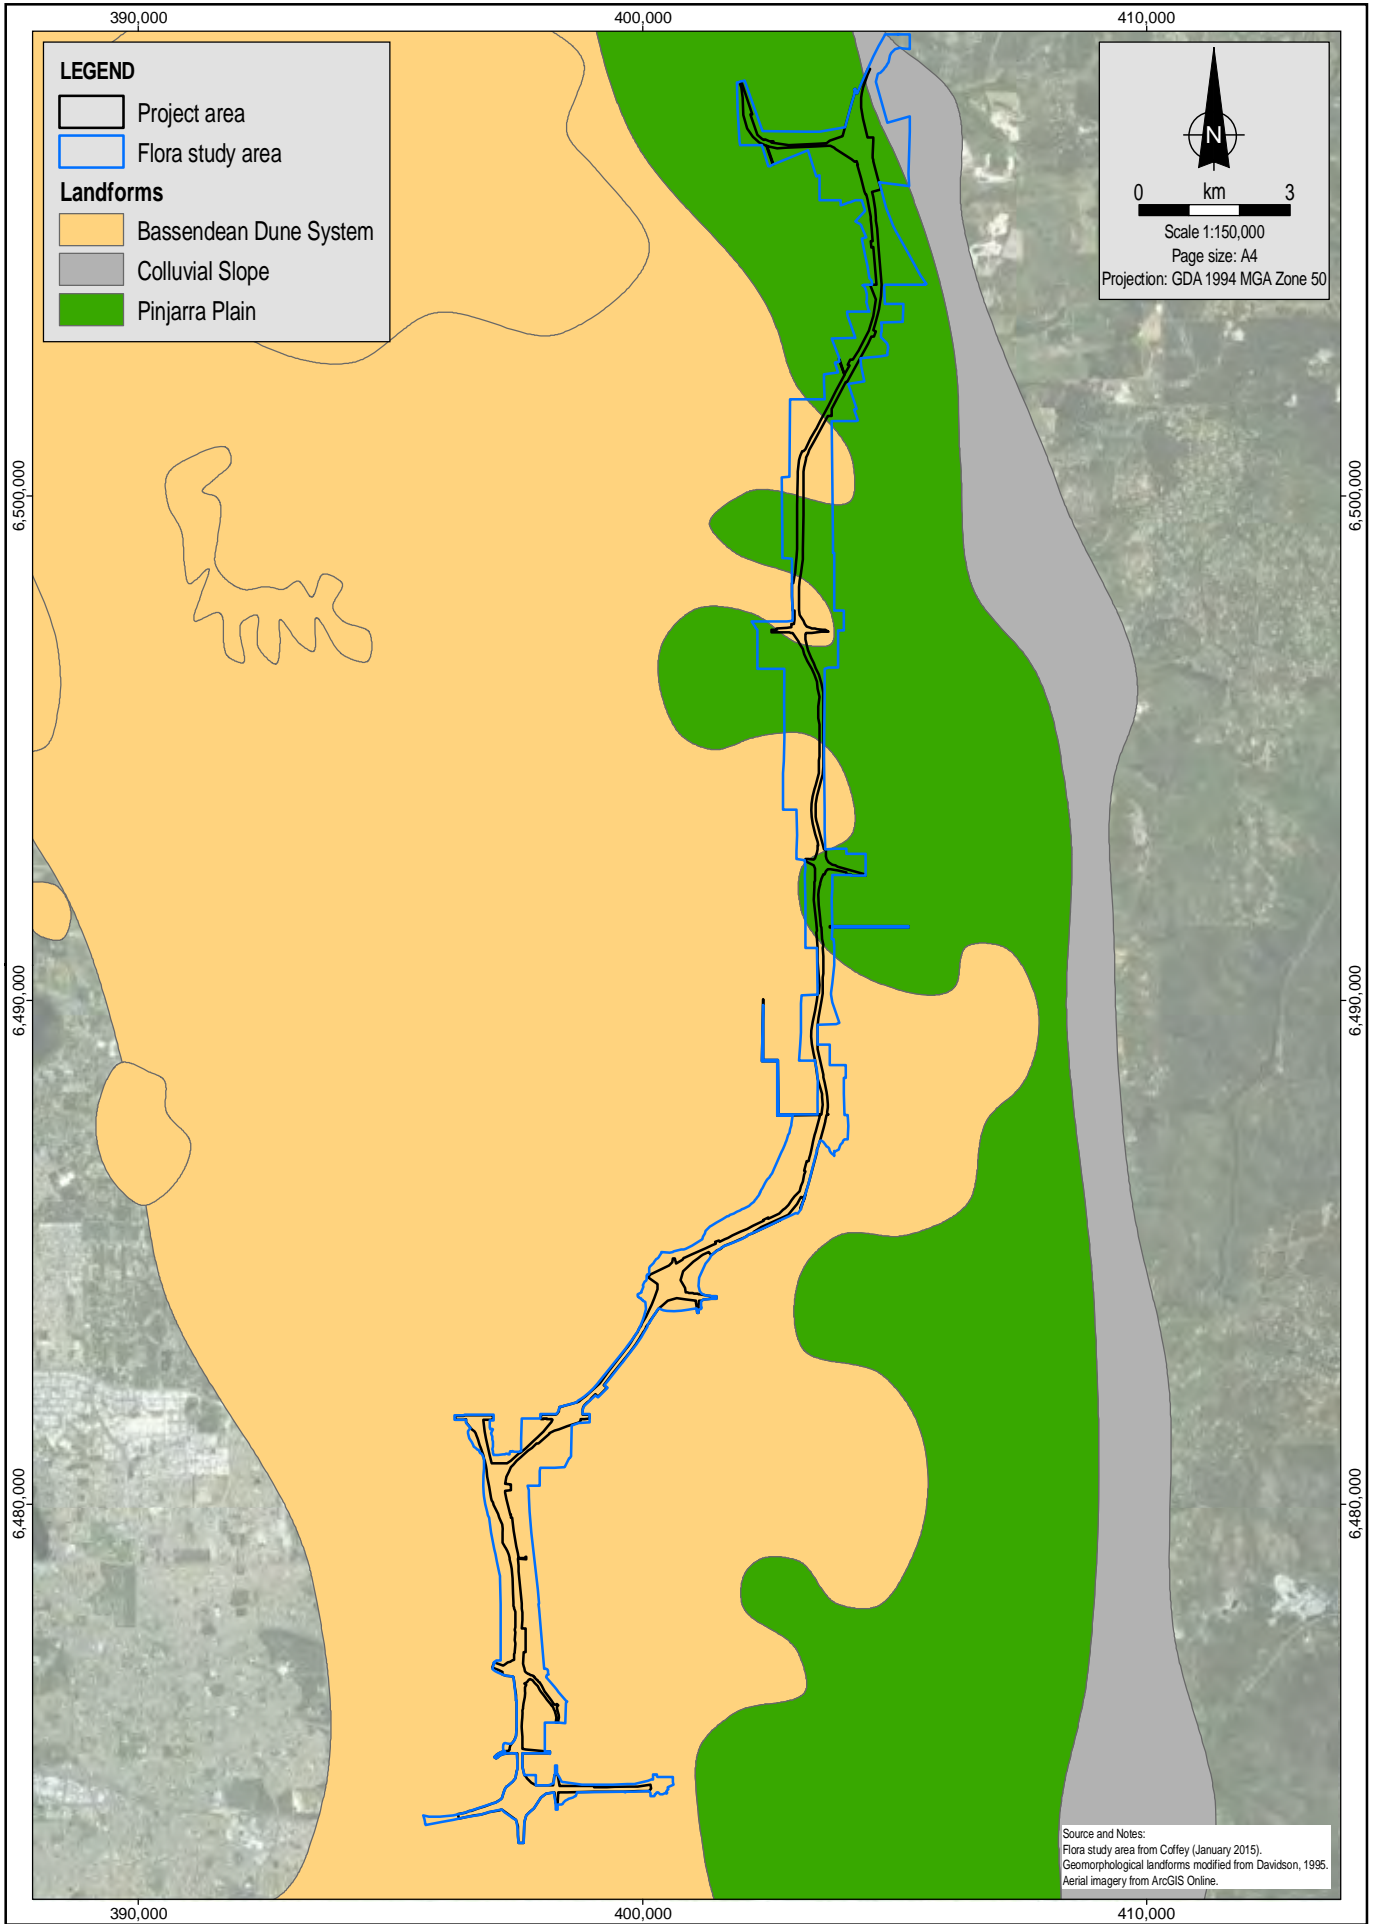 390,000
400,000
410,000
LEGEND
Project area
Flora study area
Landforms
Bassendean Dune System
Colluvial Slope
Pinjarra Plain
N
0 km 3
Scale 1:150,000
Page size: A4
Projection: GDA 1994 MGA Zone 50
6,500,000
6,500,000
6,490,000
6,490,000
6,480,000
6,480,000
Source and Notes:
Flora study area from Coffey (January 2015).
Geomorphological landforms modified from Davidson, 1995.
Aerial imagery from ArcGIS Online.
390,000
400,000
410,000